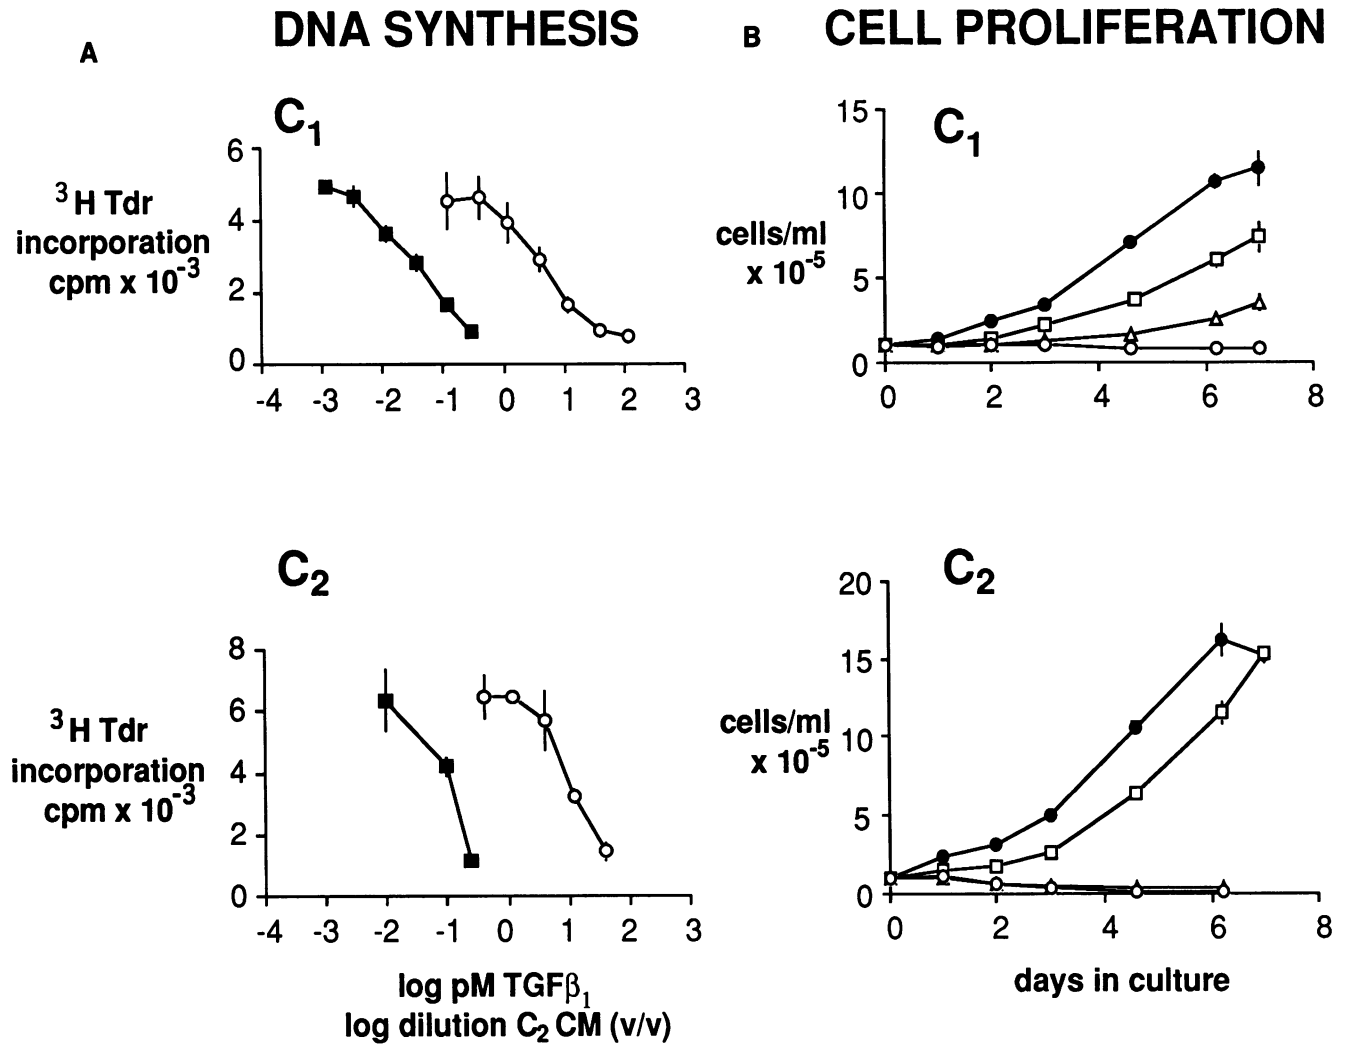 A
DNA SYNTHESIS
B
CELL PROLIFERATION
C1
6
4
2
0
3H Tdr
incorporation
cpm x 10-3
-4 -3 -2 -1 0 1 2 3
C1
15
10
5
0
cells/ml
x 10-5
0 2 4 6 8
C2
8
6
4
2
0
3H Tdr
incorporation
cpm x 10-3
-4 -3 -2 -1 0 1 2 3
log pM TGFβ1
log dilution C2 CM (v/v)
C2
20
15
10
5
0
cells/ml
x 10-5
0 2 4 6 8
days in culture